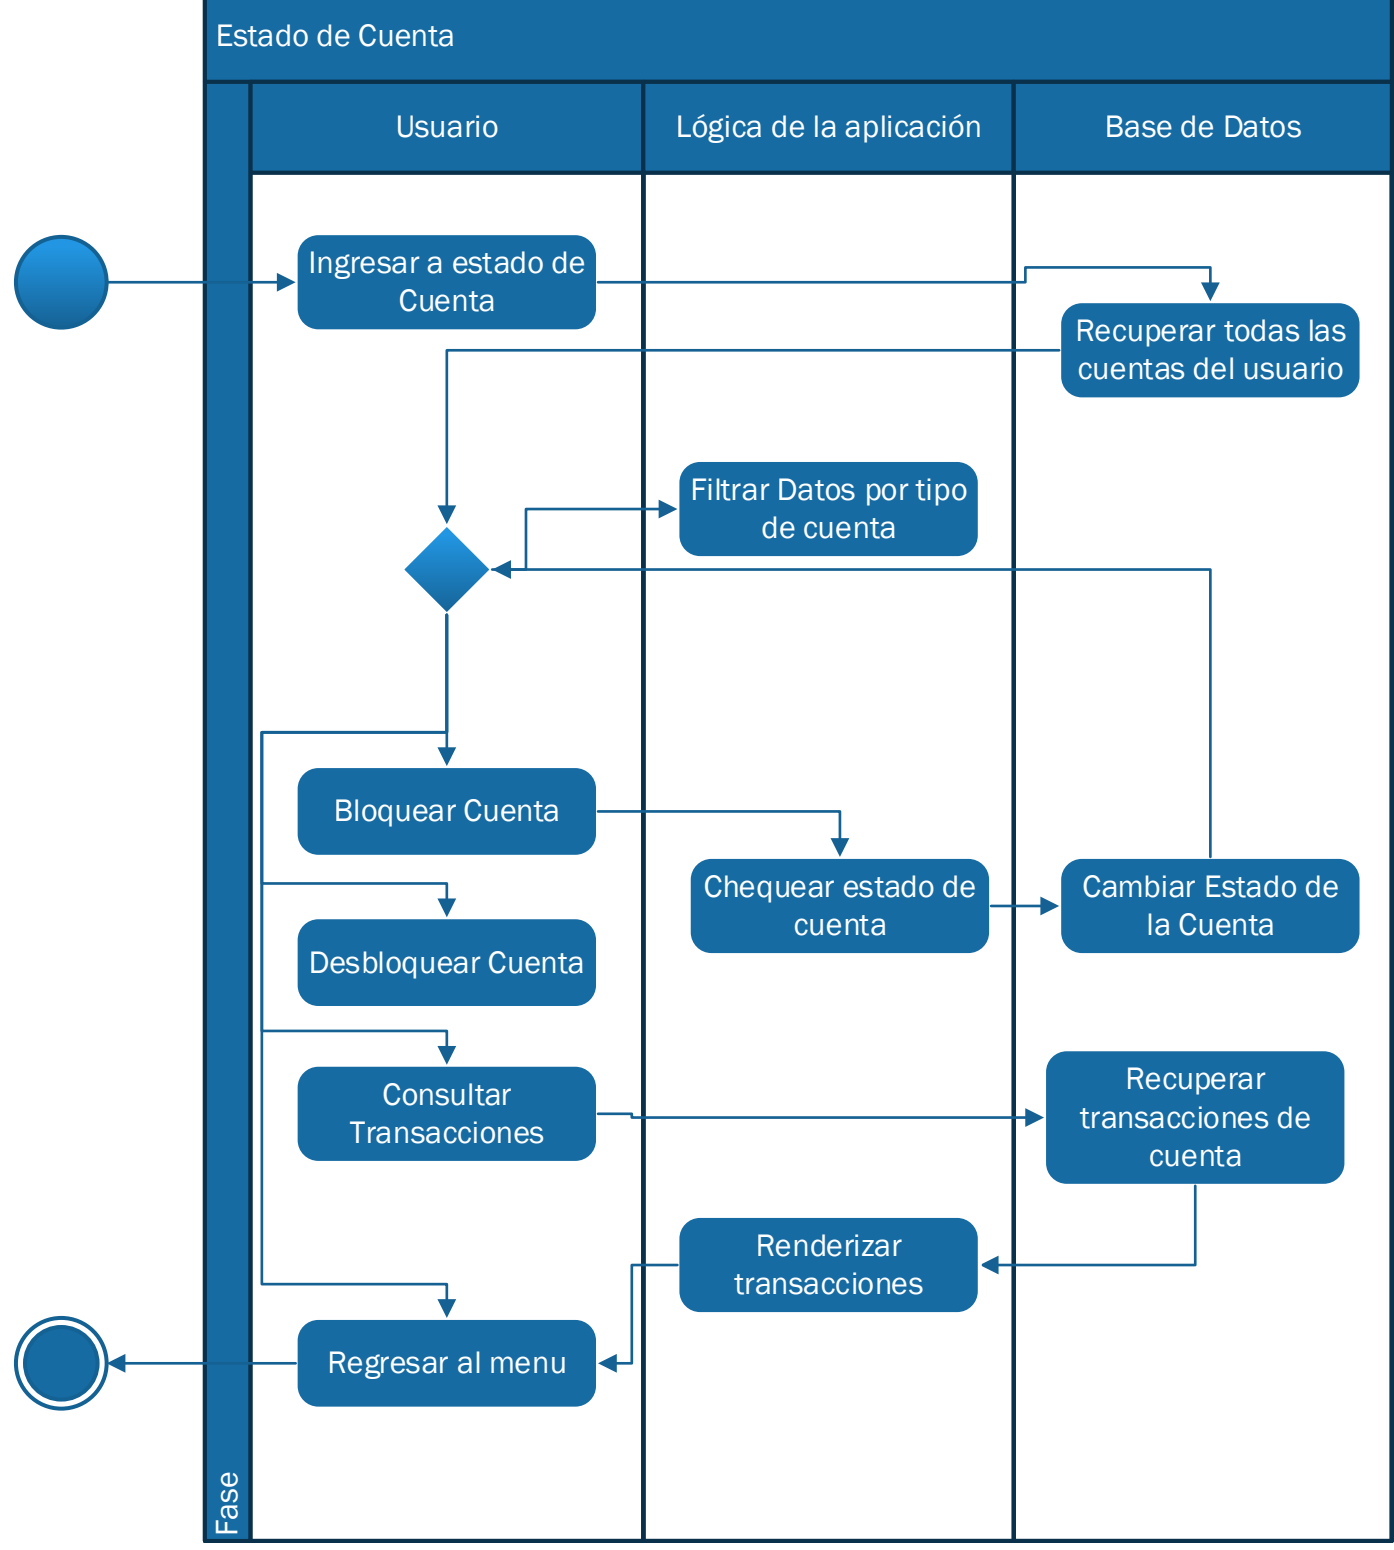 Estado de Cuenta
Usuario
Lógica de la aplicación
Base de Datos
Ingresar a estado de
Cuenta
Recuperar todas las
cuentas del usuario
Filtrar Datos por tipo
de cuenta
Bloquear Cuenta
Chequear estado de
cuenta
Cambiar Estado de
la Cuenta
Desbloquear Cuenta
Consultar
Transacciones
Recuperar
transacciones de
cuenta
Renderizar
transacciones
Regresar al menu
Fase